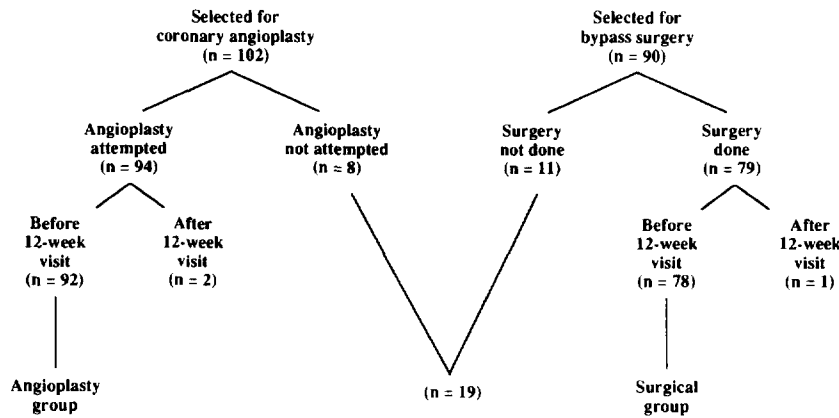 Selected for
coronary angioplasty
(n = 102)
Selected for
bypass surgery
(n = 90)
Angioplasty
attempted
(n = 94)
Angioplasty
not attempted
(n = 8)
Surgery
not done
(n = 11)
Surgery
done
(n = 79)
Before
12-week
visit
(n = 92)
After
12-week
visit
(n = 2)
Before
12-week
visit
(n = 78)
After
12-week
visit
(n = 1)
Angioplasty
group
(n = 19)
Surgical
group